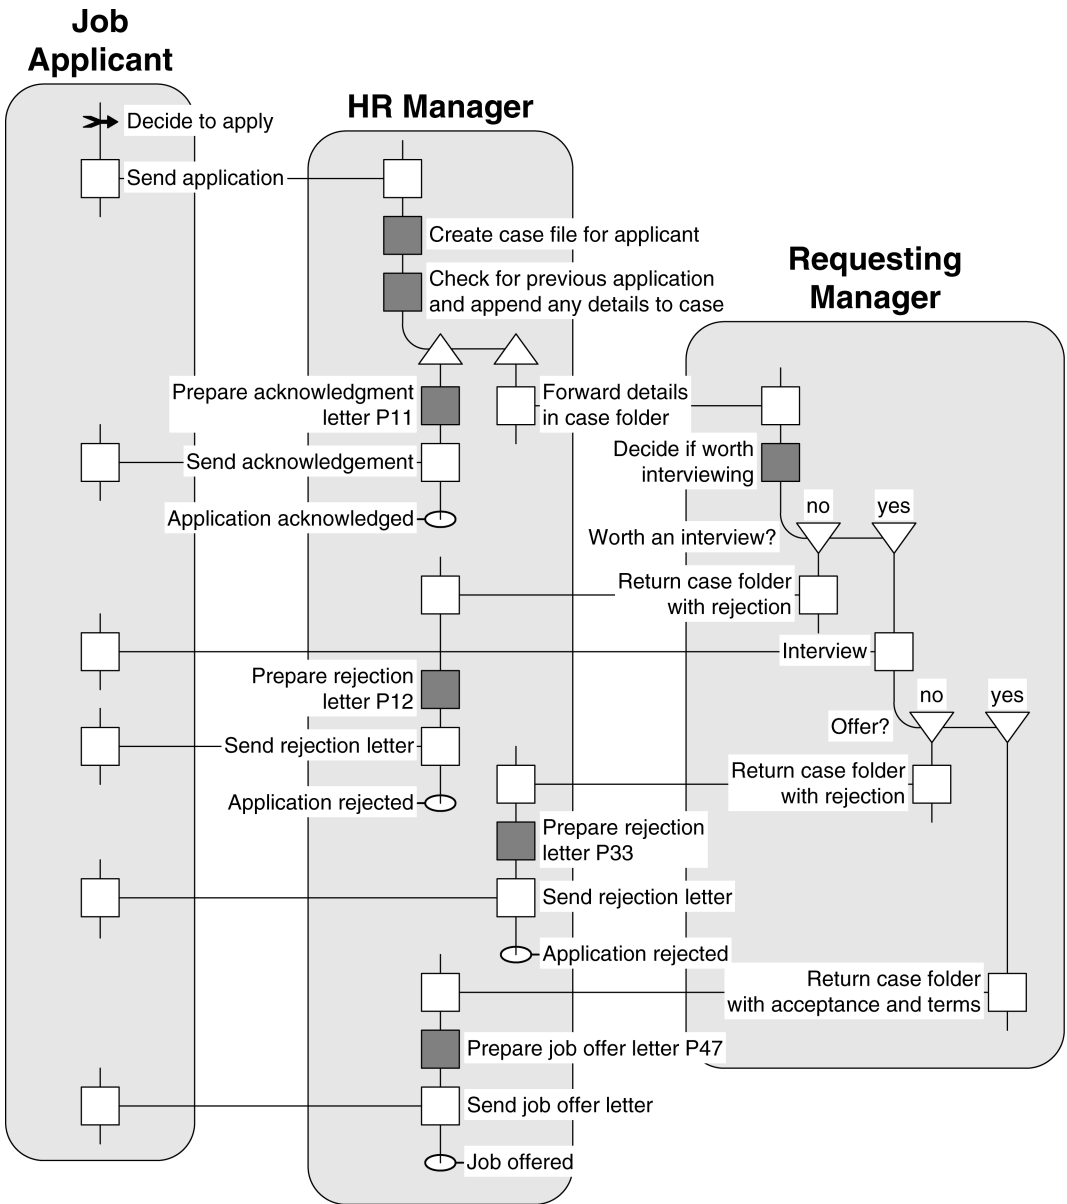 Job
Applicant
HR Manager
Decide to apply
Send application
Create case file for applicant
Requesting
Manager
Check for previous application
and append any details to case
Prepare acknowledgment
letter P11
Forward details
in case folder
Send acknowledgement
Decide if worth
interviewing
no
yes
Application acknowledged
Worth an interview?
Return case folder
with rejection
Interview
Prepare rejection
letter P12
no
yes
Offer?
Send rejection letter
Return case folder
with rejection
Application rejected
Prepare rejection
letter P33
Send rejection letter
Application rejected
Return case folder
with acceptance and terms
Prepare job offer letter P47
Send job offer letter
Job offered